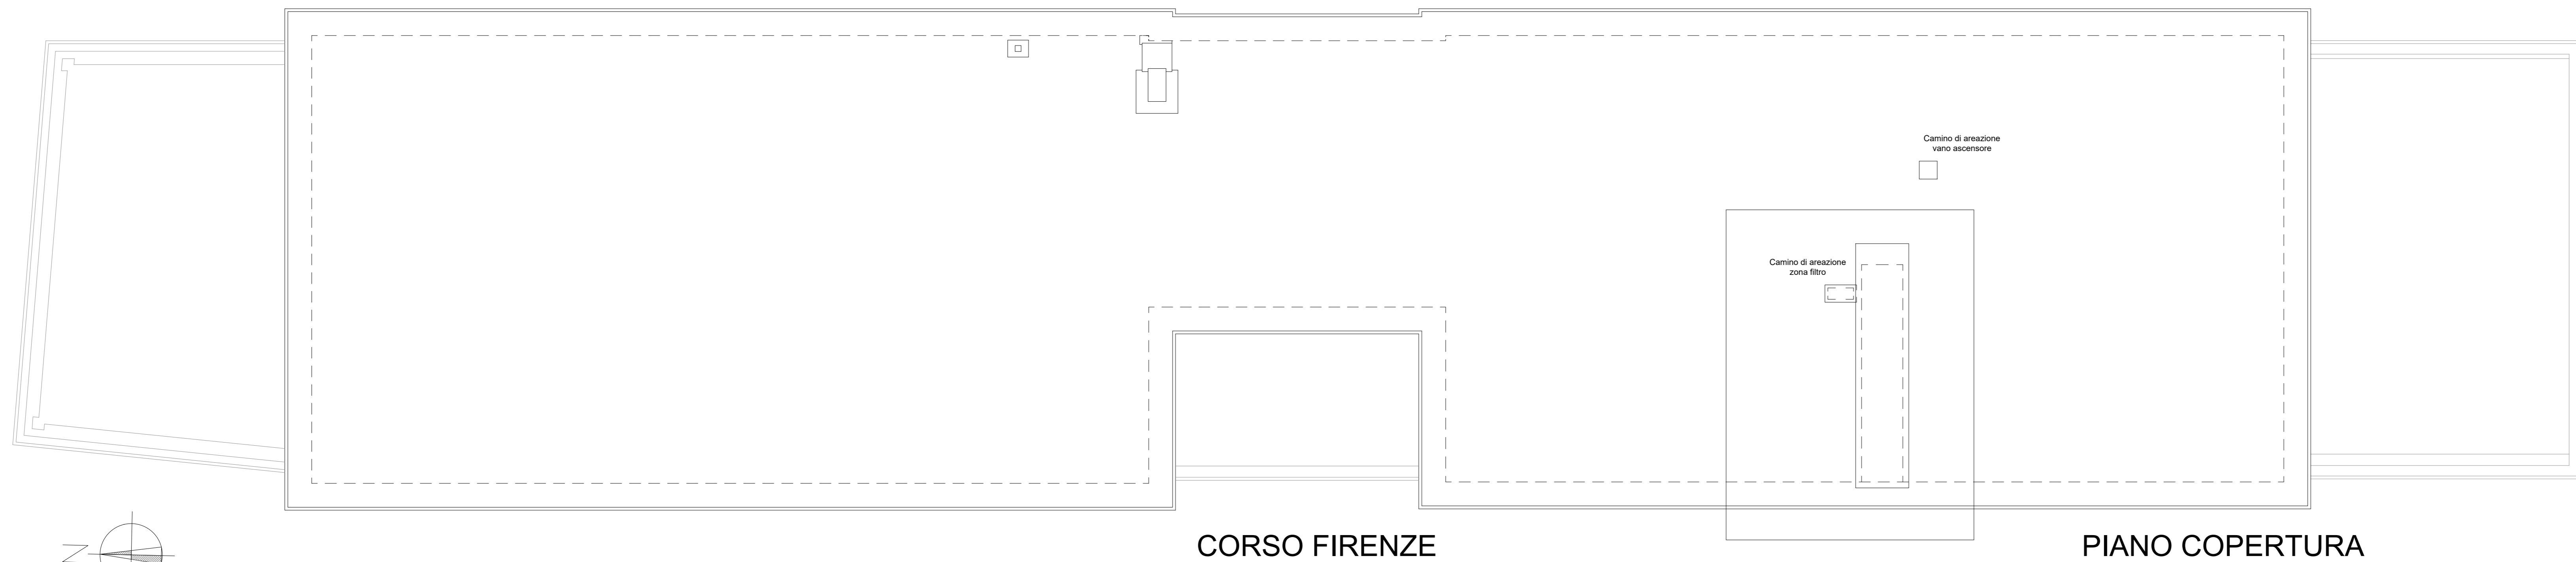 Camino di areazione
vano ascensore
Camino di areazione
zona filtro
CORSO FIRENZE
PIANO COPERTURA
N